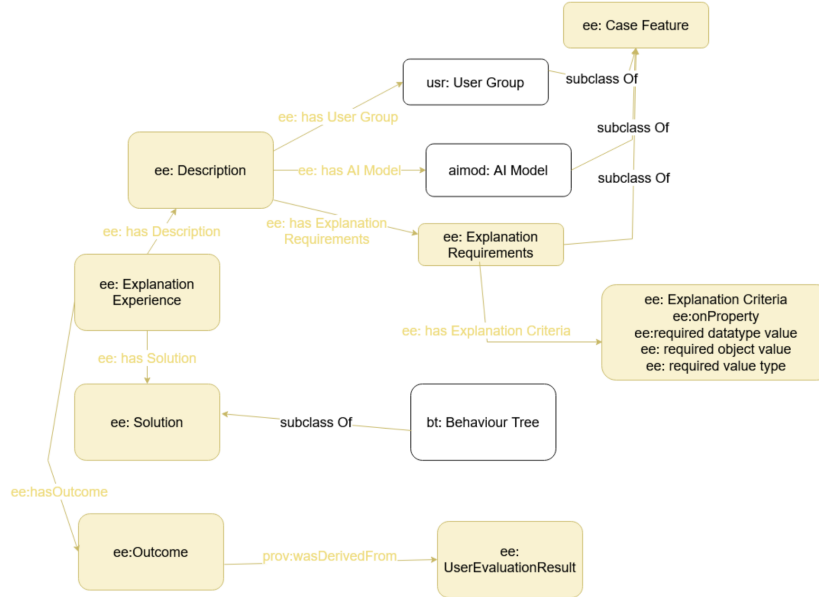 ee: Case Feature
usr: User Group
subclass Of
ee: has User Group
subclass Of
ee: Description
ee: has AI Model
aimod: AI Model
subclass Of
ee: has Explanation
Requirements
ee: has Description
ee: Explanation
Requirements
ee: Explanation
Experience
ee: Explanation Criteria
ee:onProperty
ee:required datatype value
ee: required object value
ee: required value type
ee: has Explanation Criteria
ee: has Solution
ee: Solution
subclass Of
bt: Behaviour Tree
ee:hasOutcome
ee:Outcome
prov:wasDerivedFrom
ee:
UserEvaluationResult